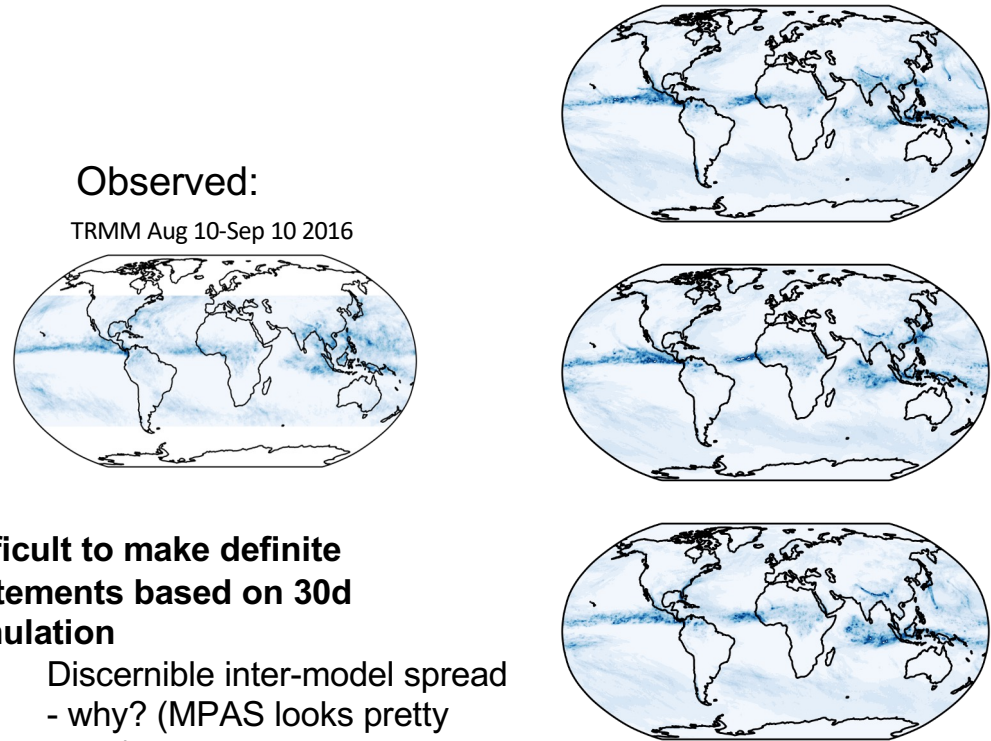 Observed:
TRMM Aug 10-Sep 10 2016
ficult to make definite
tements based on 30d
ulation
Discernible inter-model spread
- why? (MPAS looks pretty